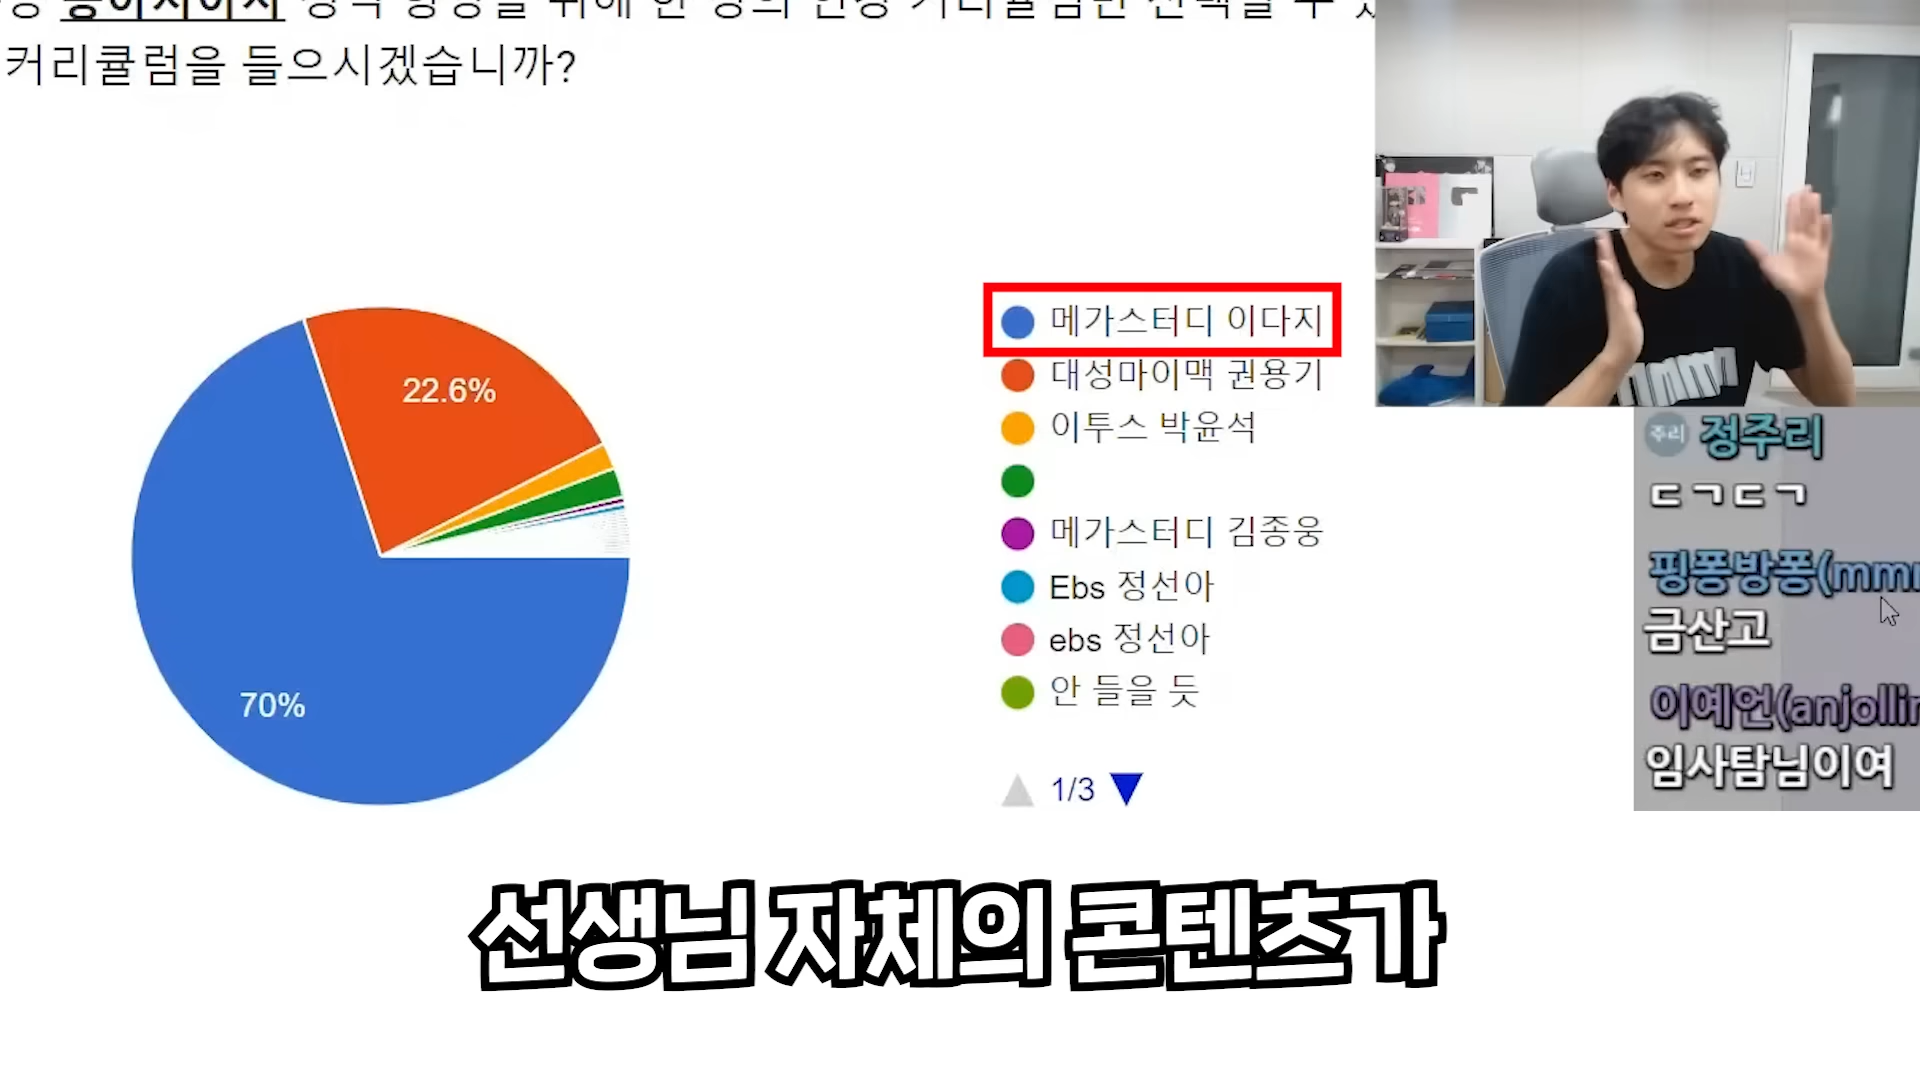 커리큘럼을 들으시겠습니까?
22.6%
70%
메가스터디 이다지
대성마이맥 권용기
이투스 박윤석
메가스터디 김종웅
Ebs 정선아
ebs 정선아
안 들을 듯
1/3
주리 정주리
ㄷㄱㄷㄱ
핑퐁방퐁(mm
금산고
이예언(anjolli
임사탐님이여
선생님 자체의 콘텐츠가